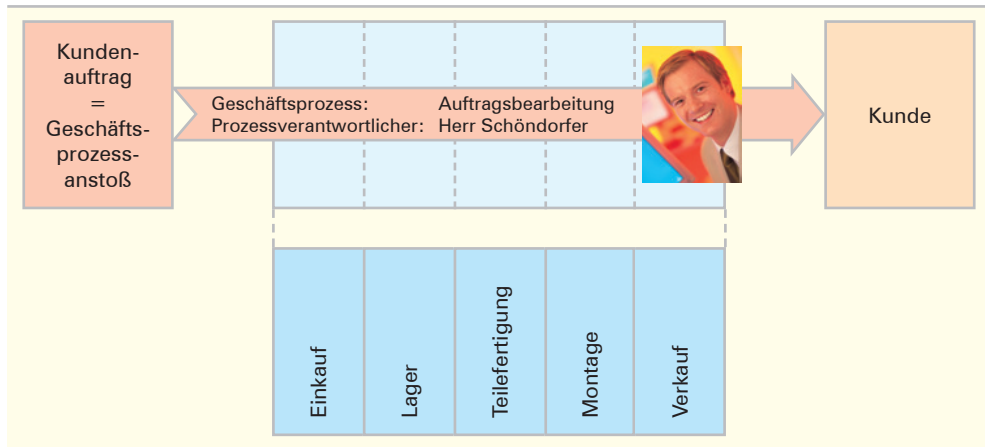 Kunden-
auftrag
=
Geschäfts-
prozess-
anstoß
Geschäftsprozess: Auftragsbearbeitung
Prozessverantwortlicher: Herr Schöndorfer
Kunde
Einkauf
Lager
Teilefertigung
Montage
Verkauf